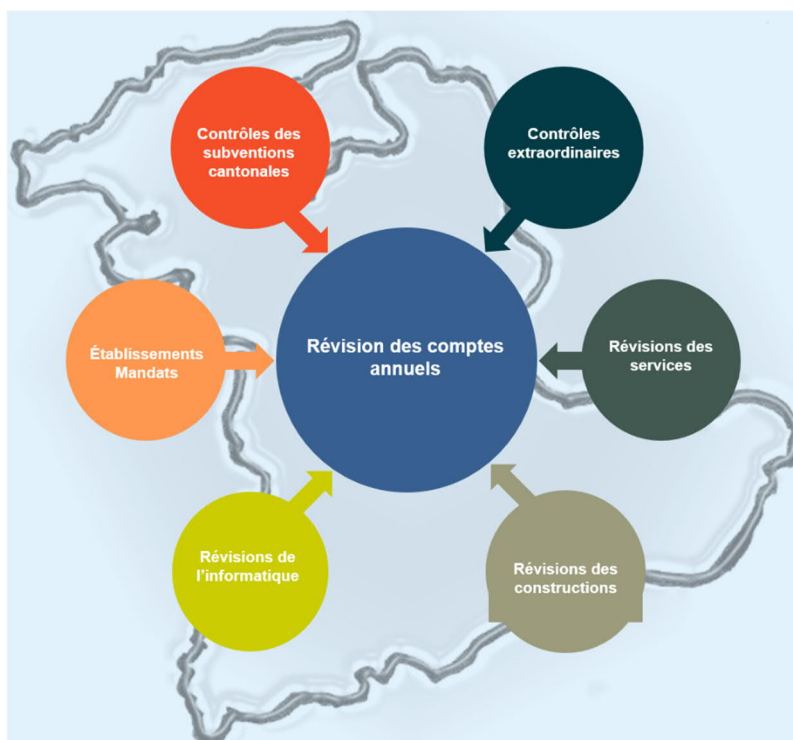 Contrôles des
subventions
cantonales
Contrôles
extraordinaires
Révision des comptes
annuels
Établissements
Mandats
Révisions des
services
Révisions de
l'informatique
Révisions des
constructions